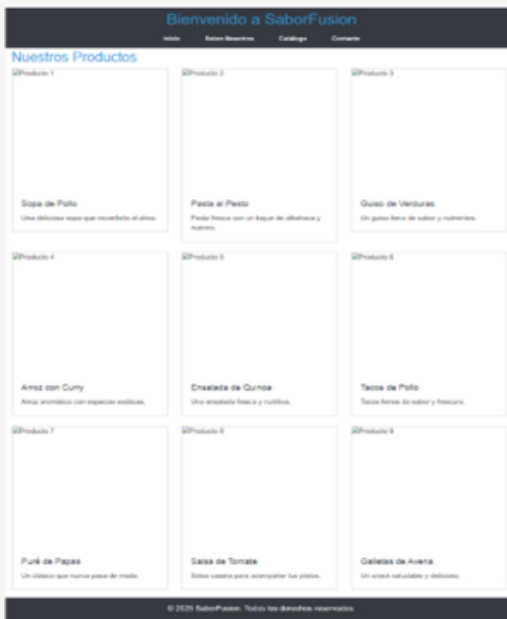 Bienvenido a SaborFusion
Inicio Sobre Nosotros Catálogo Contacto
Nuestros Productos
Producto 1 Producto 2 Producto 3
Sopa de Pollo Pasta al Pesto Guiso de Verduras
Una deliciosa sopa que reconforta el alma. Pasta fresca con un toque de albahaca y Un guiso lleno de sabor y nutrientes.
nueces.
Producto 4 Producto 5 Producto 6
Arroz con Curry Ensalada de Quinoa Tacos de Pollo
Arroz aromático con especias exóticas. Una ensalada fresca y nutritiva. Tacos llenos de sabor y frescura.
Producto 7 Producto 8 Producto 9
Puré de Papas Salsa de Tomate Galletas de Avena
Un clásico que nunca pasa de moda. Salsa casera para acompañar tus platos. Un snack saludable y delicioso.
© 2025 SaborFusion. Todos los derechos reservados.